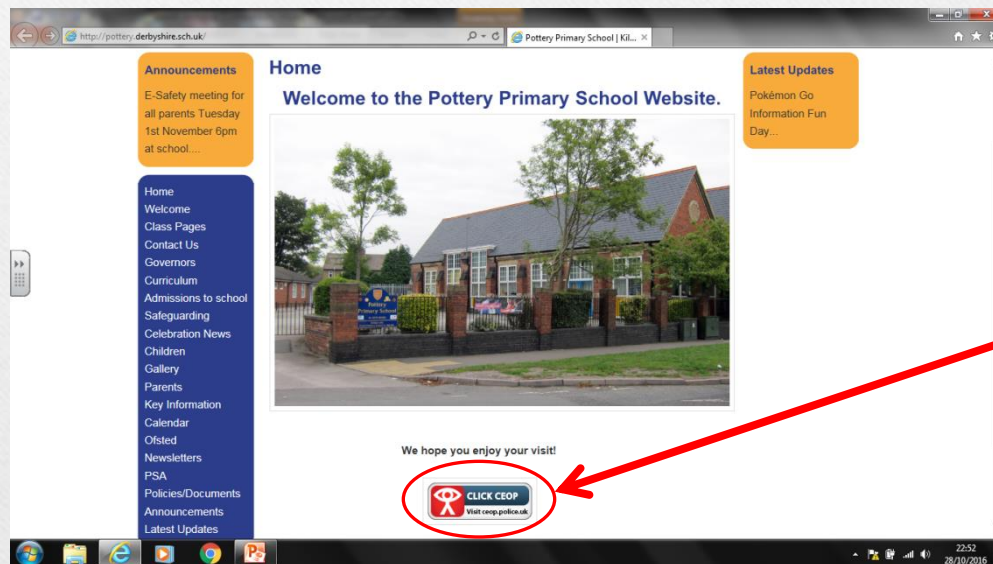 http://pottery.derbyshire.sch.uk/
Pottery Primary School | Kil...
Announcements
E-Safety meeting for
all parents Tuesday
1st November 6pm
at school....
Home
Welcome
Class Pages
Contact Us
Governors
Curriculum
Admissions to school
Safeguarding
Celebration News
Children
Gallery
Parents
Key Information
Calendar
Ofsted
Newsletters
PSA
Policies/Documents
Announcements
Latest Updates
Home
Welcome to the Pottery Primary School Website.
Pottery
Primary School
We hope you enjoy your visit!
CLICK CEOP
Visit ceop.police.uk
Latest Updates
Pokémon Go
Information Fun
Day...
22:52
28/10/2016